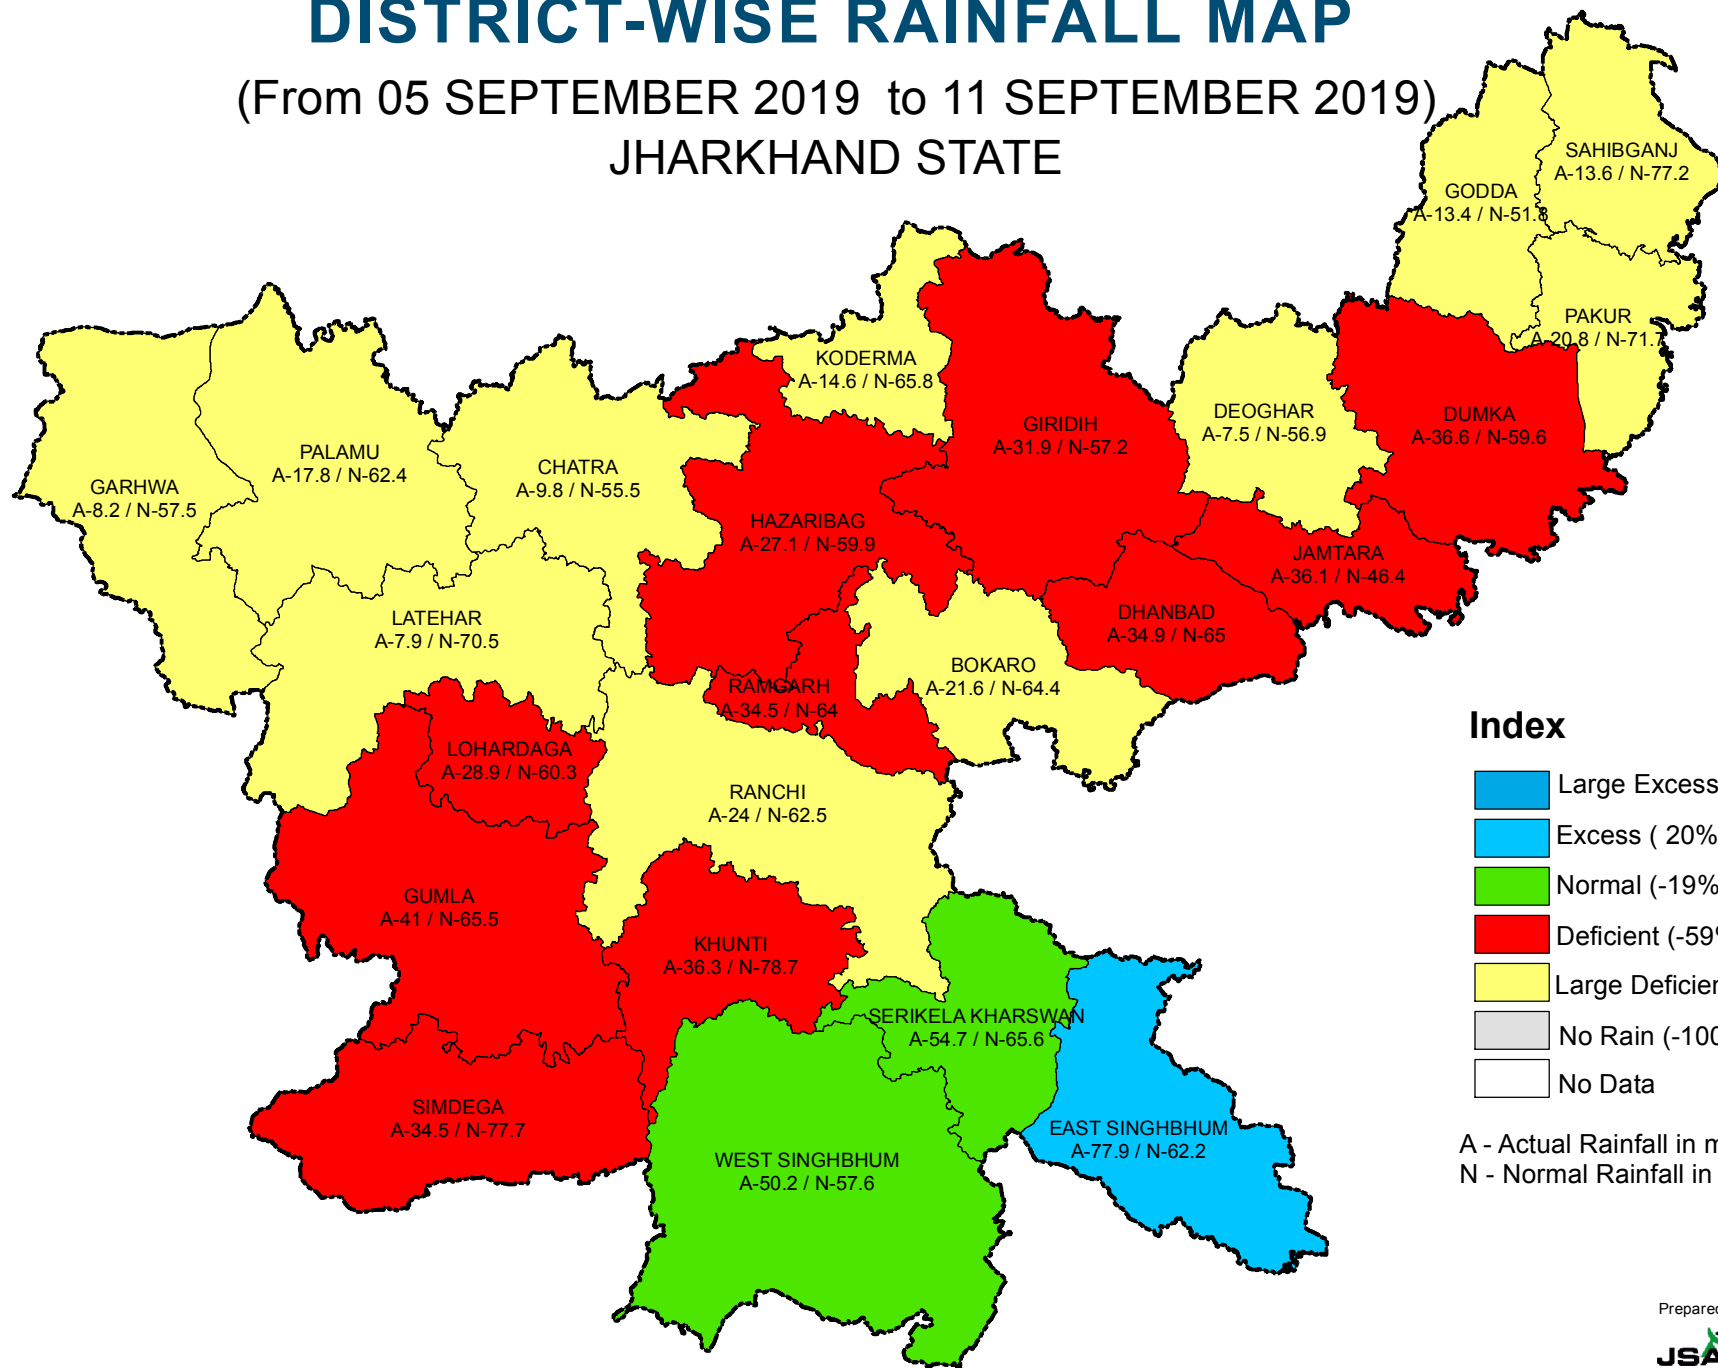 DISTRICT-WISE RAINFALL MAP
(From 05 SEPTEMBER 2019 to 11 SEPTEMBER 2019)
JHARKHAND STATE
SAHIBGANJ
A-13.6 / N-77.2
GODDA
A-13.4 / N-51.8
PAKUR
A-20.8 / N-71.7
KODERMA
A-14.6 / N-65.8
GIRIDIH
A-31.9 / N-57.2
DEOGHAR
A-7.5 / N-56.9
DUMKA
A-36.6 / N-59.6
PALAMU
A-17.8 / N-62.4
CHATRA
A-9.8 / N-55.5
GARHWA
A-8.2 / N-57.5
HAZARIBAG
A-27.1 / N-59.9
JAMTARA
A-36.1 / N-46.4
LATEHAR
A-7.9 / N-70.5
DHANBAD
A-34.9 / N-65
BOKARO
A-21.6 / N-64.4
RAMGARH
A-34.5 / N-64
LOHARDAGA
A-28.9 / N-60.3
RANCHI
A-24 / N-62.5
GUMLA
A-41 / N-65.5
KHUNTI
A-36.3 / N-78.7
SERIKELA KHARSWAN
A-54.7 / N-65.6
SIMDEGA
A-34.5 / N-77.7
EAST SINGHBHUM
A-77.9 / N-62.2
WEST SINGHBHUM
A-50.2 / N-57.6
Index
Large Excess
Excess ( 20%
Normal (-19%
Deficient (-59
Large Deficie
No Rain (-100
No Data
A - Actual Rainfall in
N - Normal Rainfall in
Prepared
JSA